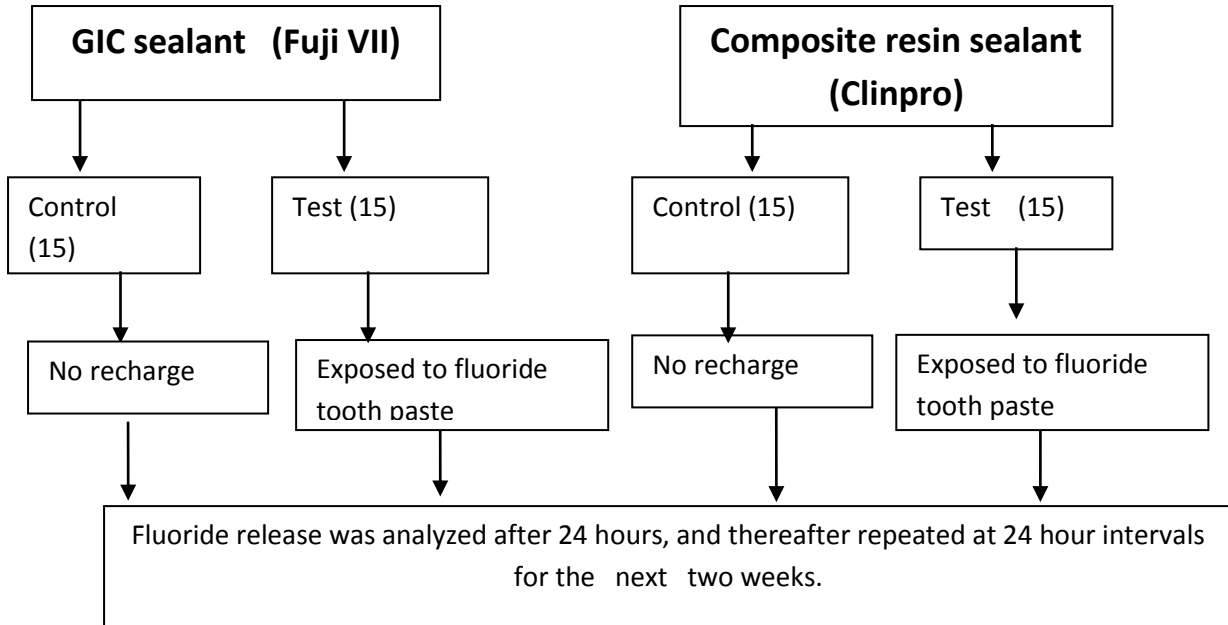 GIC sealant (Fuji VII)
Composite resin sealant
(Clinpro)
Control
(15)
Test (15)
Control (15)
Test (15)
No recharge
Exposed to fluoride
tooth paste
No recharge
Exposed to fluoride
tooth paste
Fluoride release was analyzed after 24 hours, and thereafter repeated at 24 hour intervals
for the next two weeks.